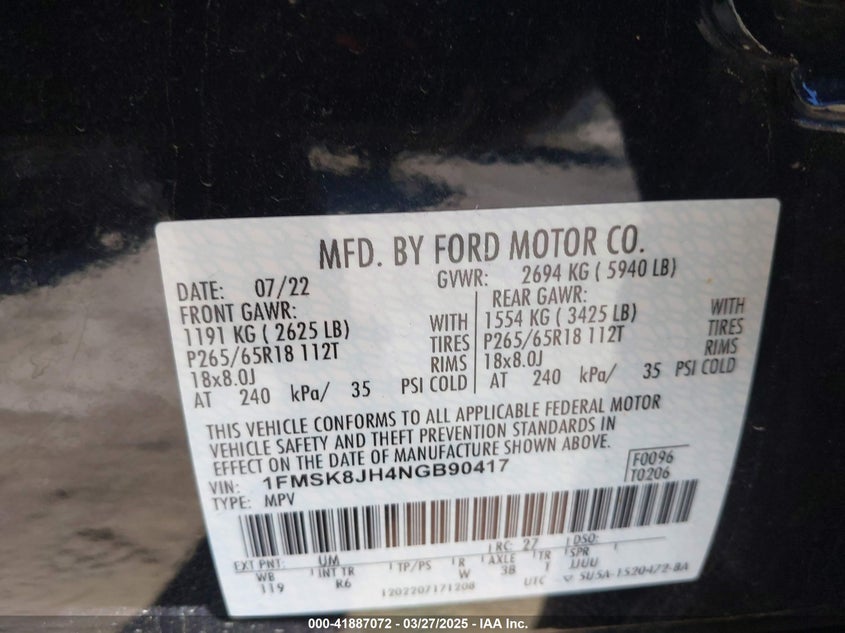 MFD. BY FORD MOTOR CO.
DATE: 07/22 GVWR: 2694 KG ( 5940 LB)
FRONT GAWR: REAR GAWR:
1191 KG ( 2625 LB) WITH 1554 KG ( 3425 LB) WITH
P265/65R18 112T TIRES P265/65R18 112T TIRES
18x8.0J RIMS 18x8.0J RIMS
AT 240 kPa/ 35 PSI COLD AT 240 kPa/ 35 PSI COLD
THIS VEHICLE CONFORMS TO ALL APPLICABLE FEDERAL MOTOR
VEHICLE SAFETY AND THEFT PREVENTION STANDARDS IN
EFFECT ON THE DATE OF MANUFACTURE SHOWN ABOVE.
VIN: 1FMSK8JH4NGB90417 F0096
TYPE: MPV T0206
EXT PNT: UM RC: 27 DSO:
WB INT TR TP/PS R AXLE TR SPR
119 R6 W 3B JJUU
1202207171208 UTC 5U5A-1520472-8A
000-41887072 - 03/27/2025 - IAA Inc.